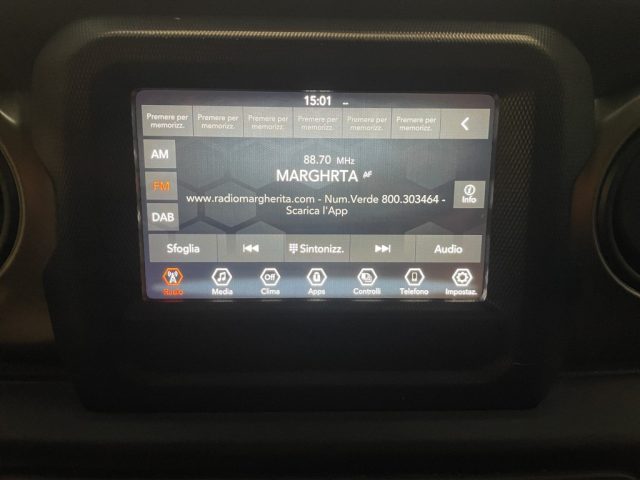 15:01 --
Premere per memorizz. Premere per memorizz. Premere per memorizz. Premere per memorizz. Premere per memorizz. Premere per memorizz.
AM
88.70 MHz
MARGHRTA AF
FM
www.radiomargherita.com - Num.Verde 800.303464 -
Scarica l'App
Info
DAB
Sfoglia Sintonizz. Audio
Radio Media Off Clima Apps Controlli Telefono Impostaz.